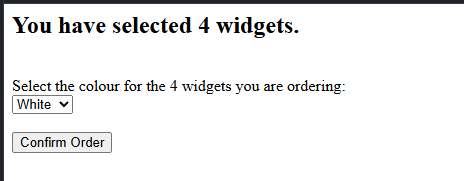 You have selected 4 widgets.
Select the colour for the 4 widgets you are ordering:
White
Confirm Order